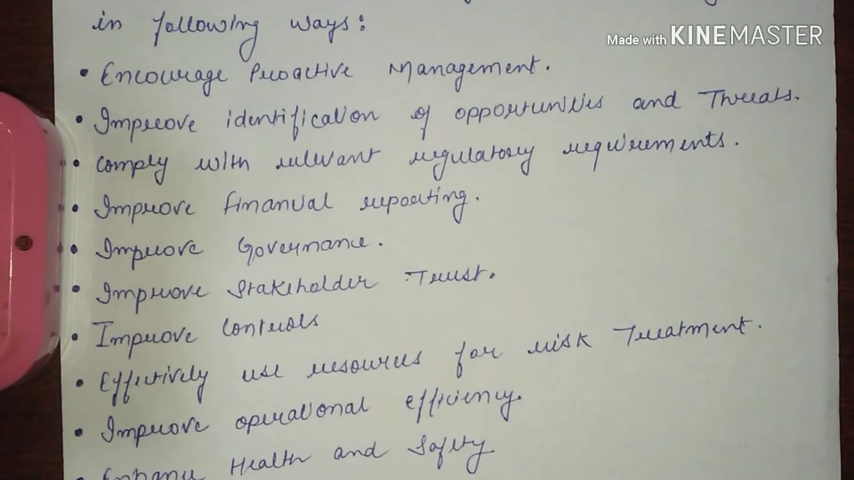 in following ways:
Made with KINEMASTER
• Encourage Proactive Management.
• Improve identification of opportunities and Threats.
• Comply with relevant regulatory requirements.
• Improve financial reporting.
• Improve Governance.
• Improve Stakeholder Trust.
• Improve Controls
• Effectively use resources for risk Treatment.
• Improve operational efficiency.
• Enhance Health and Safety